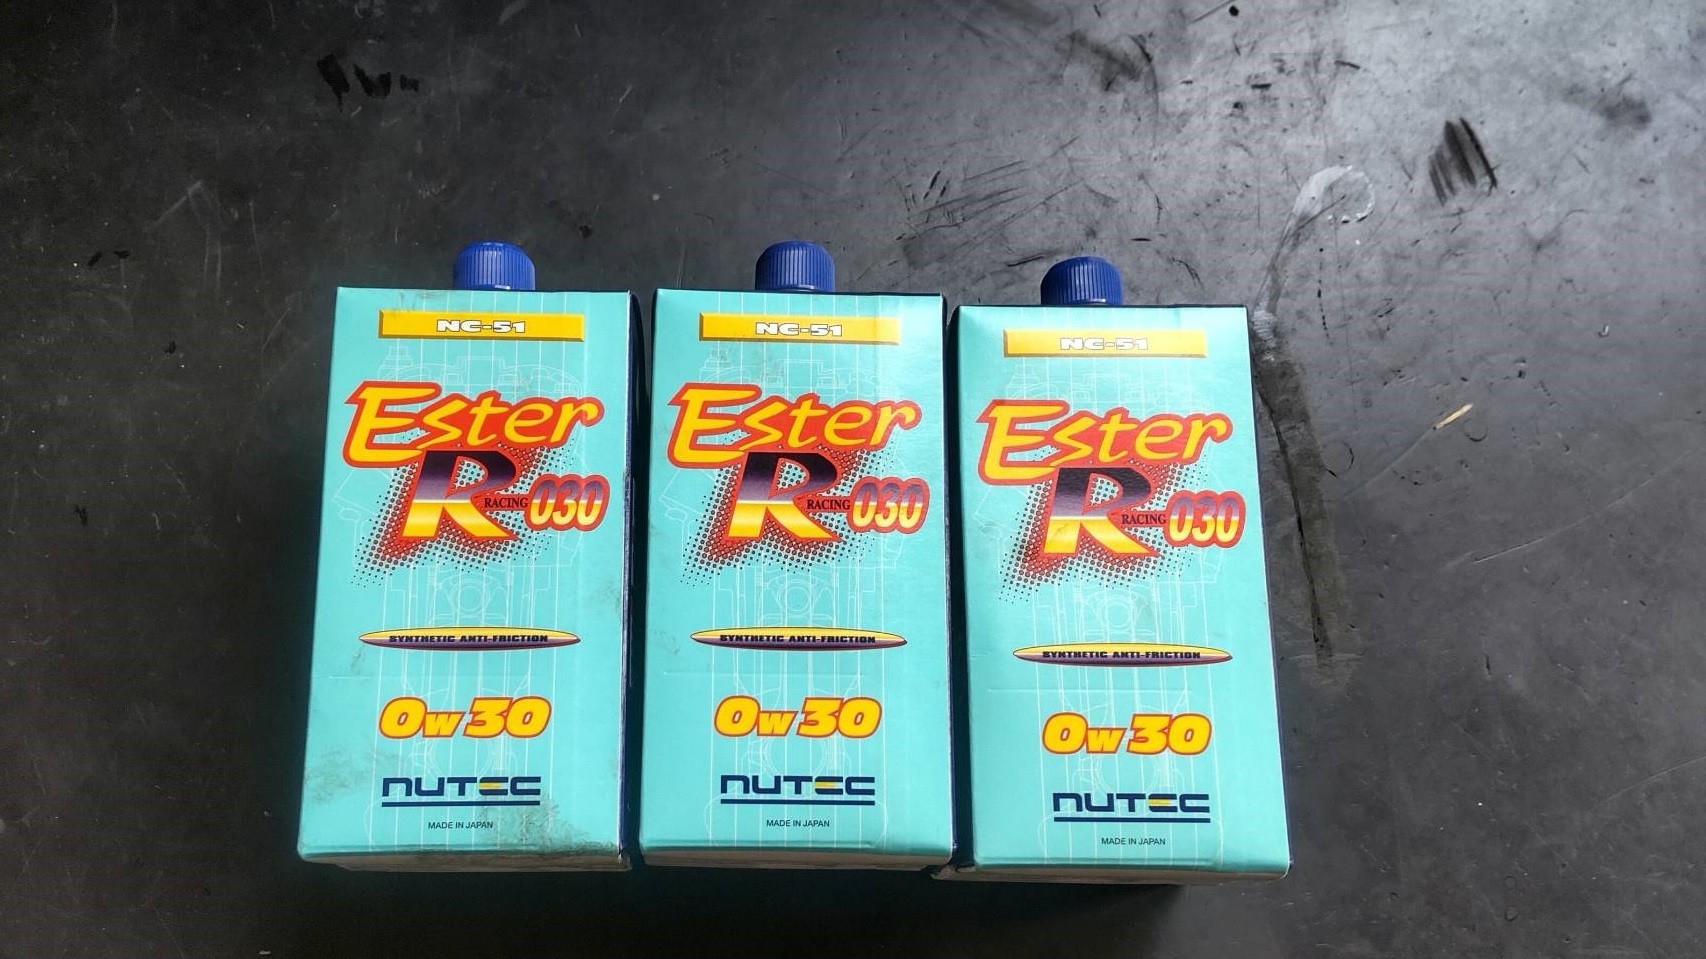 NC-51
Ester
R RACING 030
SYNTHETIC ANTI-FRICTION
0w30
NUTEC
MADE IN JAPAN
NC-51
Ester
R RACING 030
SYNTHETIC ANTI-FRICTION
0w30
NUTEC
MADE IN JAPAN
NC-51
Ester
R RACING 030
SYNTHETIC ANTI-FRICTION
0w30
NUTEC
MADE IN JAPAN